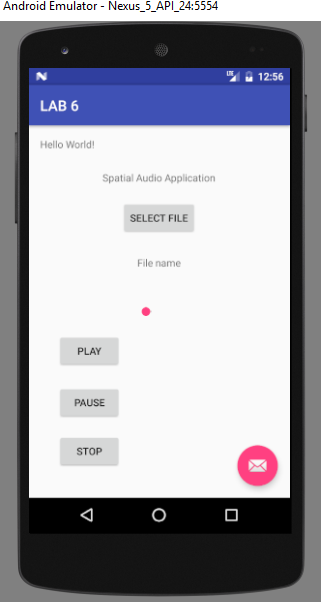 Android Emulator - Nexus_5_API_24:5554
LTE 12:56
LAB 6
Hello World!
Spatial Audio Application
SELECT FILE
File name
PLAY
PAUSE
STOP